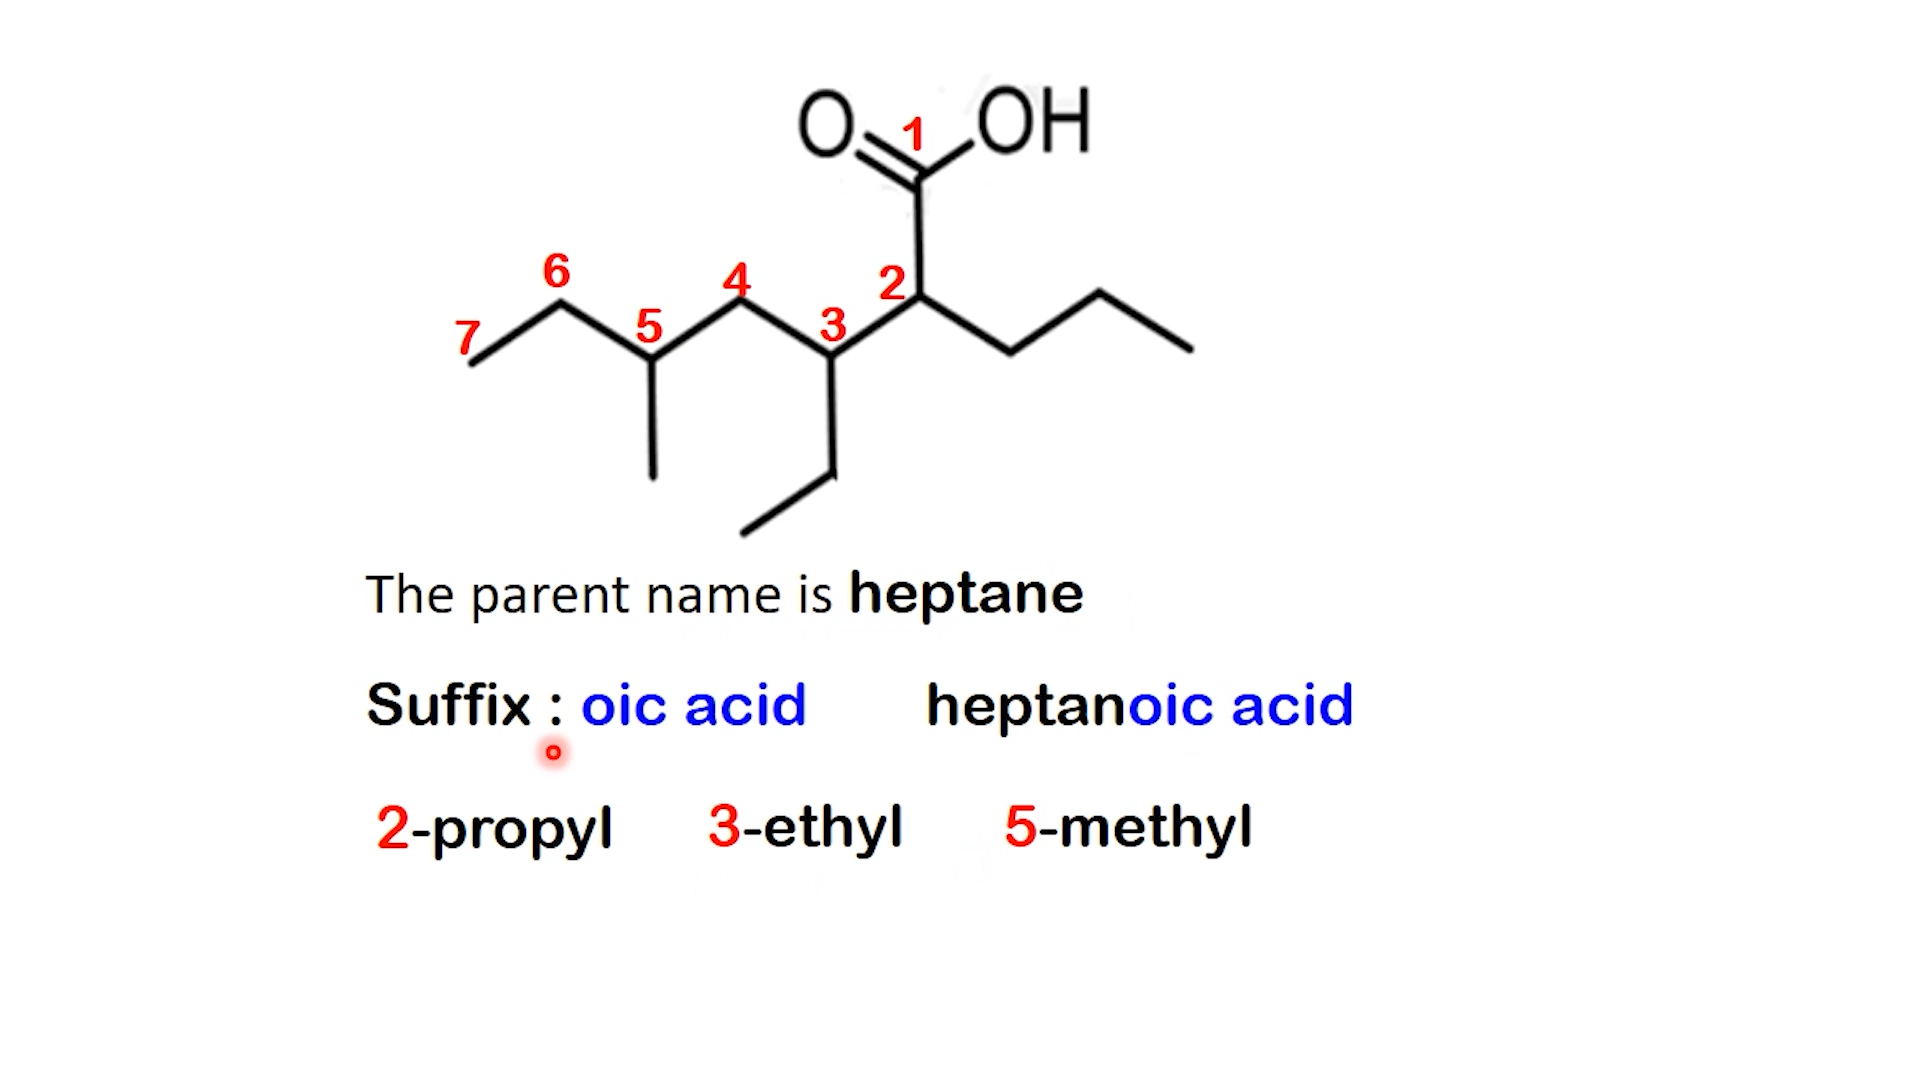 O 1 OH
6 4 2
7 5 3
The parent name is heptane
Suffix : oic acid heptanoic acid
2-propyl 3-ethyl 5-methyl